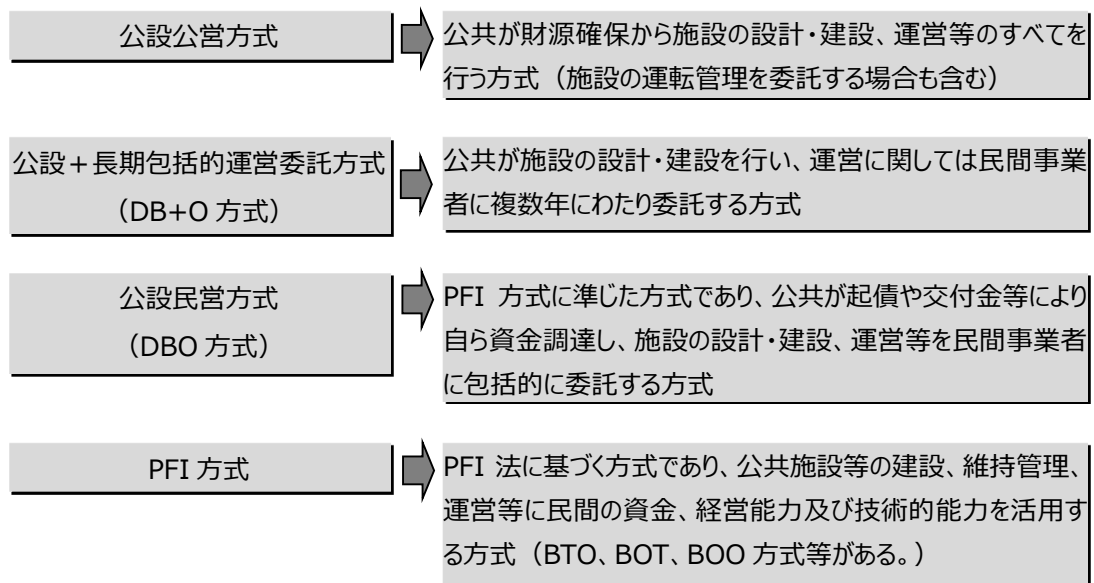 公設公営方式
公共が財源確保から施設の設計・建設、運営等のすべてを
行う方式（施設の運転管理を委託する場合も含む）
公設＋長期包括的運営委託方式
（DB+O 方式）
公共が施設の設計・建設を行い、運営に関しては民間事業
者に複数年にわたり委託する方式
公設民営方式
（DBO 方式）
PFI 方式に準じた方式であり、公共が起債や交付金等により
自ら資金調達し、施設の設計・建設、運営等を民間事業者
に包括的に委託する方式
PFI 方式
PFI 法に基づく方式であり、公共施設等の建設、維持管理、
運営等に民間の資金、経営能力及び技術的能力を活用す
る方式（BTO、BOT、BOO 方式等がある。）